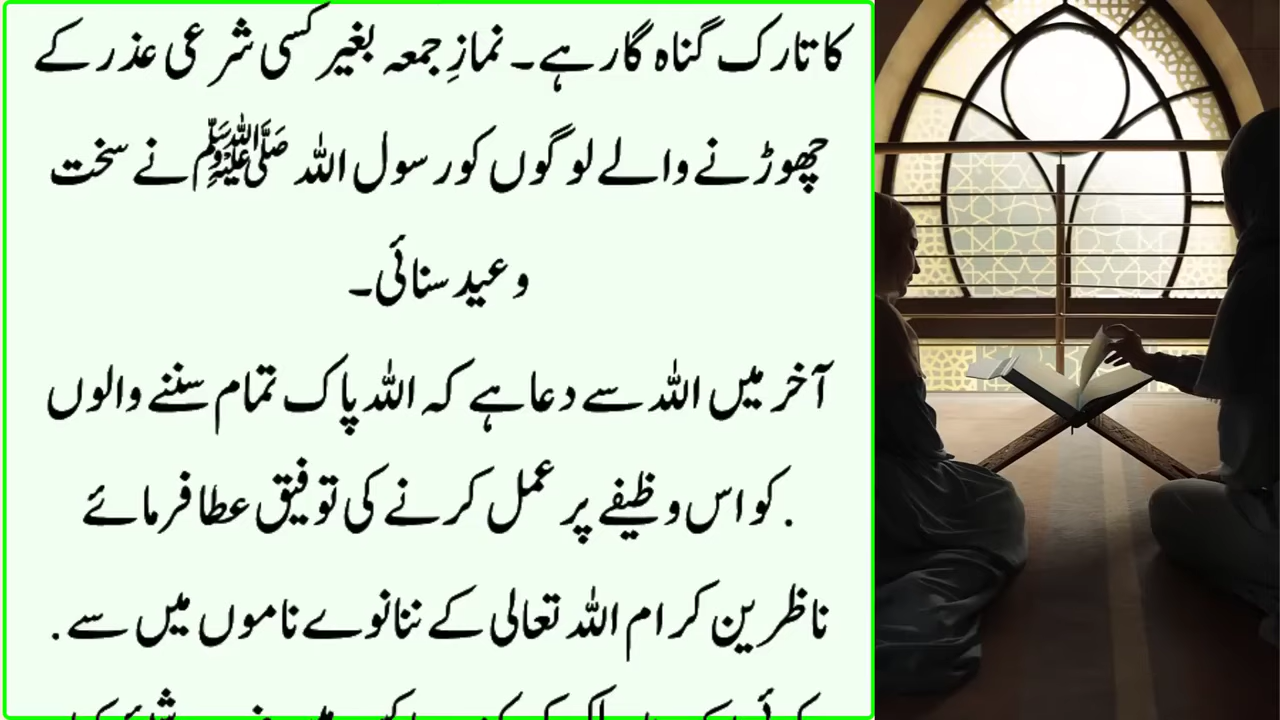 کا تارک گناہ گار ہے۔ نمازِ جمعہ بغیر کسی شرعی عذر کے
چھوڑنے والے لوگوں کو رسول اللہ ﷺ نے سخت
وعید سنائی۔
آخر میں اللہ سے دعا ہے کہ اللہ پاک تمام سننے والوں
کو اس وظیفے پر عمل کرنے کی توفیق عطا فرمائے .
ناظرین کرام اللہ تعالی کے ننانوے ناموں میں سے .